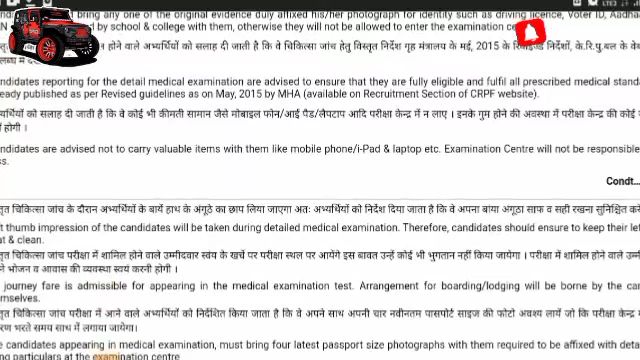 bring any one of the original evidence duly affixed his/her photograph for identity such as driving licence, Voter ID, Aadha
d by school & college with them, otherwise they will not be allowed to enter the examination
होने वाले अभ्यर्थियों को सलाह दी जाती है कि वे चिकित्सा जांच हेतु विस्तृत निर्देश गृह मंत्रालय के मई, 2015 के निर्देशों, के.रि.पु.बल के वे
में
ndidates reporting for the detail medical examination are advised to ensure that they are fully eligible and fulfil all prescribed medical standa
eady published as per Revised guidelines as on May, 2015 by MHA (available on Recruitment Section of CRPF website).
भ्यर्थियों को सलाह दी जाती है कि वे कोई भी कीमती सामान जैसे मोबाइल फोन/आई पैड/लैपटाप आदि परीक्षा केन्द्र में न लाए । इनके गुम होने की अवस्था में परीक्षा केन्द्र की कोई
होगी ।
ndidates are advised not to carry valuable items with them like mobile phone/i-Pad & laptop etc. Examination Centre will not be responsible
ss.
Condt...
तृत चिकित्सा जांच के दौरान अभ्यर्थियों के बायें हाथ के अंगूठे का छाप लिया जाएगा अतः अभ्यर्थियों को निर्देश दिया जाता है कि वे अपना बांया अंगूठा साफ व सही रखना सुनिश्चित करें
t thumb impression of the candidates will be taken during detailed medical examination. Therefore, candidates should ensure to keep their lef
at & clean.
तृत चिकित्सा जांच परीक्षा में शामिल होने वाले उम्मीदवार स्वंय के खर्चे पर परीक्षा स्थल पर आयेंगे इस बाबत उन्हें कोई भी भुगतान नहीं किया जायेगा । परीक्षा में शामिल होने वाले उम्मी
ने भोजन व आवास की व्यवस्था स्वयं करनी होगी ।
journey fare is admissible for appearing in the medical examination test. Arrangement for boarding/lodging will be borne by the can
mselves.
तृत चिकित्सा जांच परीक्षा में आने वाले अभ्यर्थियों को निर्देशित किया जाता है कि वे अपने साथ अपनी चार नवीनतम पासपोर्ट साइज की फोटो अवश्य लायें जो कि परीक्षा केन्द्र
रण भरते समय साथ में लगाया जायेगा।
e candidates appearing in medical examination, must bring four latest passport size photographs with them required to be affixed with deta
ng particulars at the examination centre